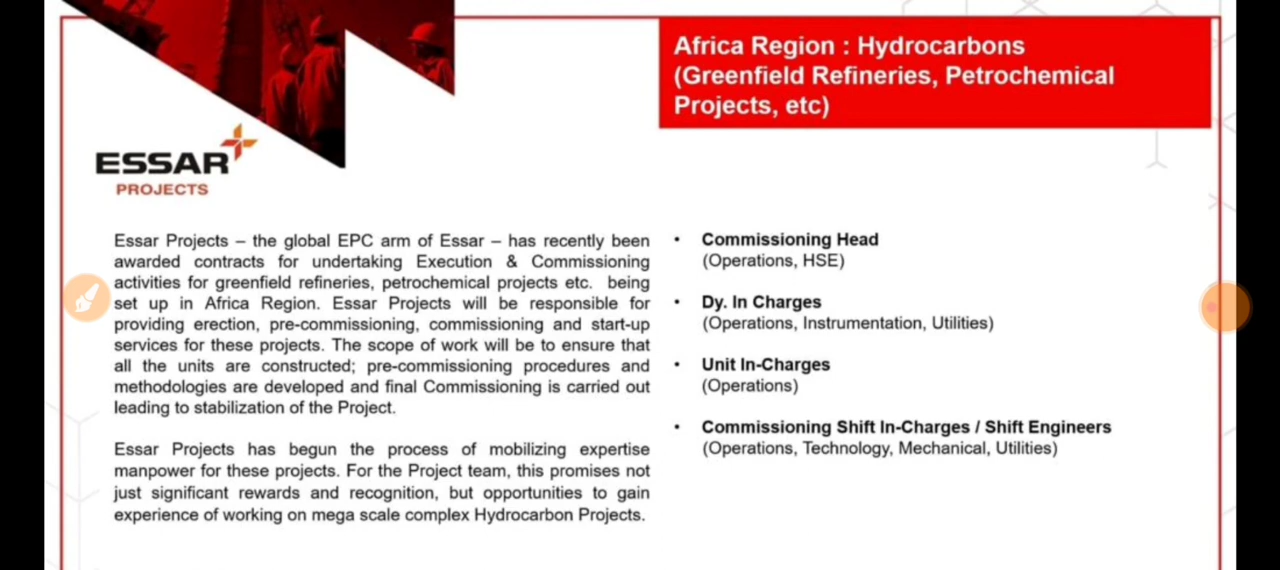 Africa Region : Hydrocarbons
(Greenfield Refineries, Petrochemical
Projects, etc)
ESSAR
PROJECTS
Essar Projects – the global EPC arm of Essar – has recently been
awarded contracts for undertaking Execution & Commissioning
activities for greenfield refineries, petrochemical projects etc. being
set up in Africa Region. Essar Projects will be responsible for
providing erection, pre-commissioning, commissioning and start-up
services for these projects. The scope of work will be to ensure that
all the units are constructed; pre-commissioning procedures and
methodologies are developed and final Commissioning is carried out
leading to stabilization of the Project.
Essar Projects has begun the process of mobilizing expertise
manpower for these projects. For the Project team, this promises not
just significant rewards and recognition, but opportunities to gain
experience of working on mega scale complex Hydrocarbon Projects.
• Commissioning Head
(Operations, HSE)
• Dy. In Charges
(Operations, Instrumentation, Utilities)
• Unit In-Charges
(Operations)
• Commissioning Shift In-Charges / Shift Engineers
(Operations, Technology, Mechanical, Utilities)